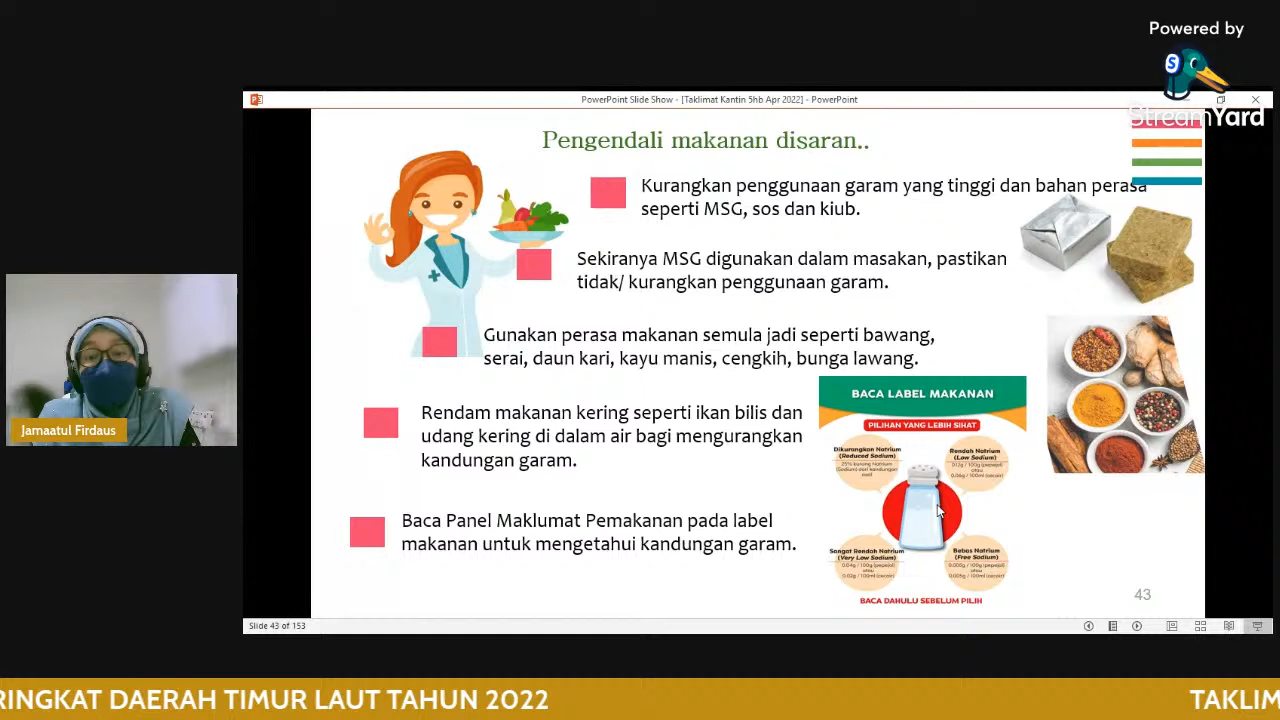 Powered by
StreamYard
PowerPoint Slide Show - [Taklimat Kantin 5hb Apr 2022] - PowerPoint
Pengendali makanan disaran..
Kurangkan penggunaan garam yang tinggi dan bahan perasa
seperti MSG, sos dan kiub.
Sekiranya MSG digunakan dalam masakan, pastikan
tidak/ kurangkan penggunaan garam.
Gunakan perasa makanan semula jadi seperti bawang,
serai, daun kari, kayu manis, cengkih, bunga lawang.
Rendam makanan kering seperti ikan bilis dan
udang kering di dalam air bagi mengurangkan
kandungan garam.
Baca Panel Maklumat Pemakanan pada label
makanan untuk mengetahui kandungan garam.
BACA LABEL MAKANAN
PILIHAN YANG LEBIH SIHAT
Dikurangkan Natrium
(Reduced Sodium)
Rendah Natrium
(Low Sodium)
Sangat Rendah Natrium
(Very Low Sodium)
Bebas Natrium
(Free Sodium)
BACA DAHULU SEBELUM PILIH
43
Slide 43 of 153
Jamaatul Firdaus
RINGKAT DAERAH TIMUR LAUT TAHUN 2022
TAKLIM